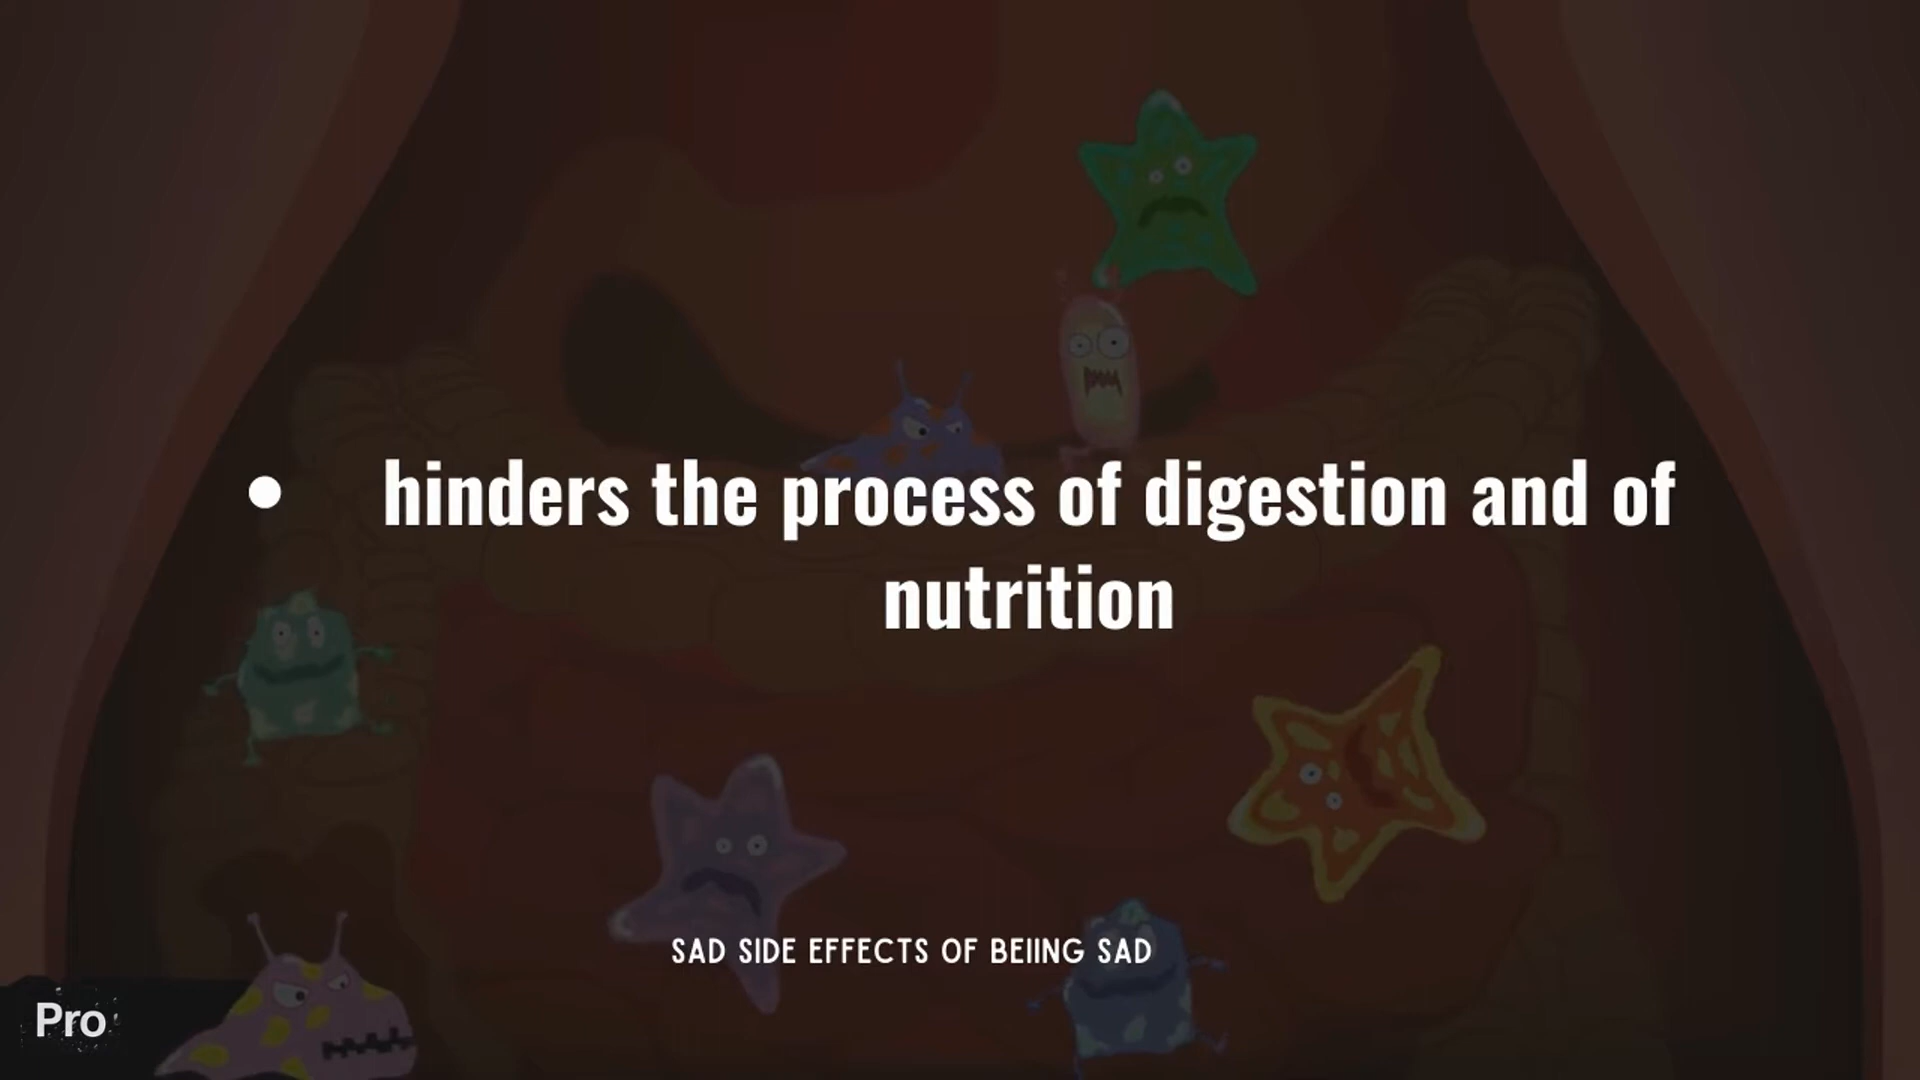 • hinders the process of digestion and of
nutrition
SAD SIDE EFFECTS OF BEIING SAD
Pro